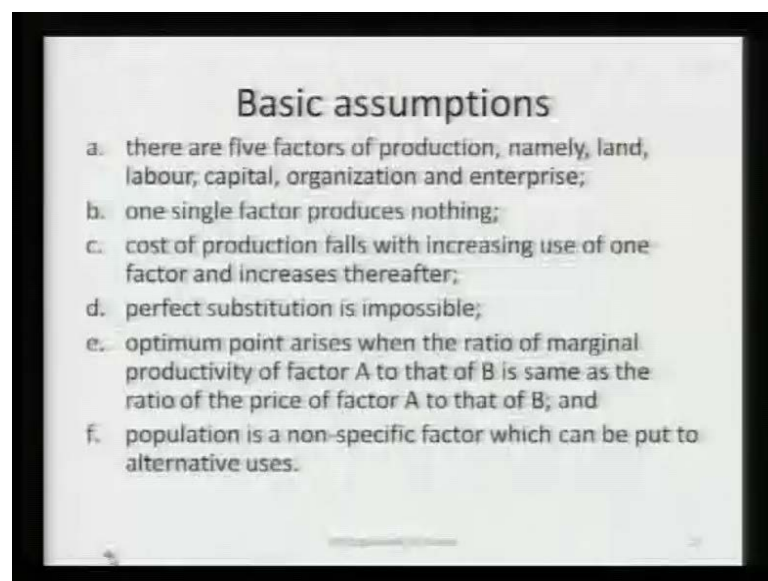 Basic assumptions
a. there are five factors of production, namely, land,
labour, capital, organization and enterprise;
b. one single factor produces nothing;
c. cost of production falls with increasing use of one
factor and increases thereafter;
d. perfect substitution is impossible;
e. optimum point arises when the ratio of marginal
productivity of factor A to that of B is same as the
ratio of the price of factor A to that of B; and
f. population is a non-specific factor which can be put to
alternative uses.